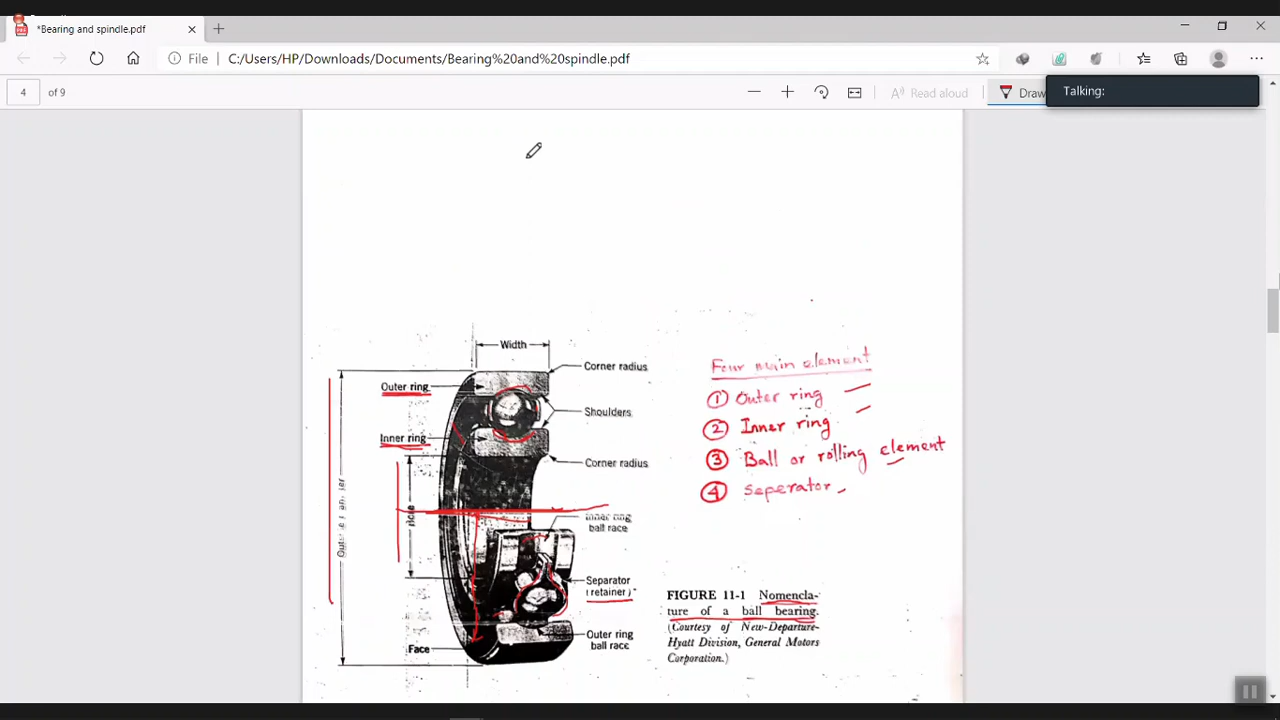 *Bearing and spindle.pdf
File C:/Users/HP/Downloads/Documents/Bearing%20and%20spindle.pdf
4 of 9
Read aloud
Draw
Talking:
Width
Corner radius
Outer ring
Shoulders
Inner ring
Corner radius
ball race
Separator
(retainer)
Outer ring
ball race
Face
Four main element
① Outer ring
② Inner ring
③ Ball or rolling element
④ seperator
FIGURE 11-1 Nomencla-
ture of a ball bearing.
(Courtesy of New-Departure-
Hyatt Division, General Motors
Corporation.)